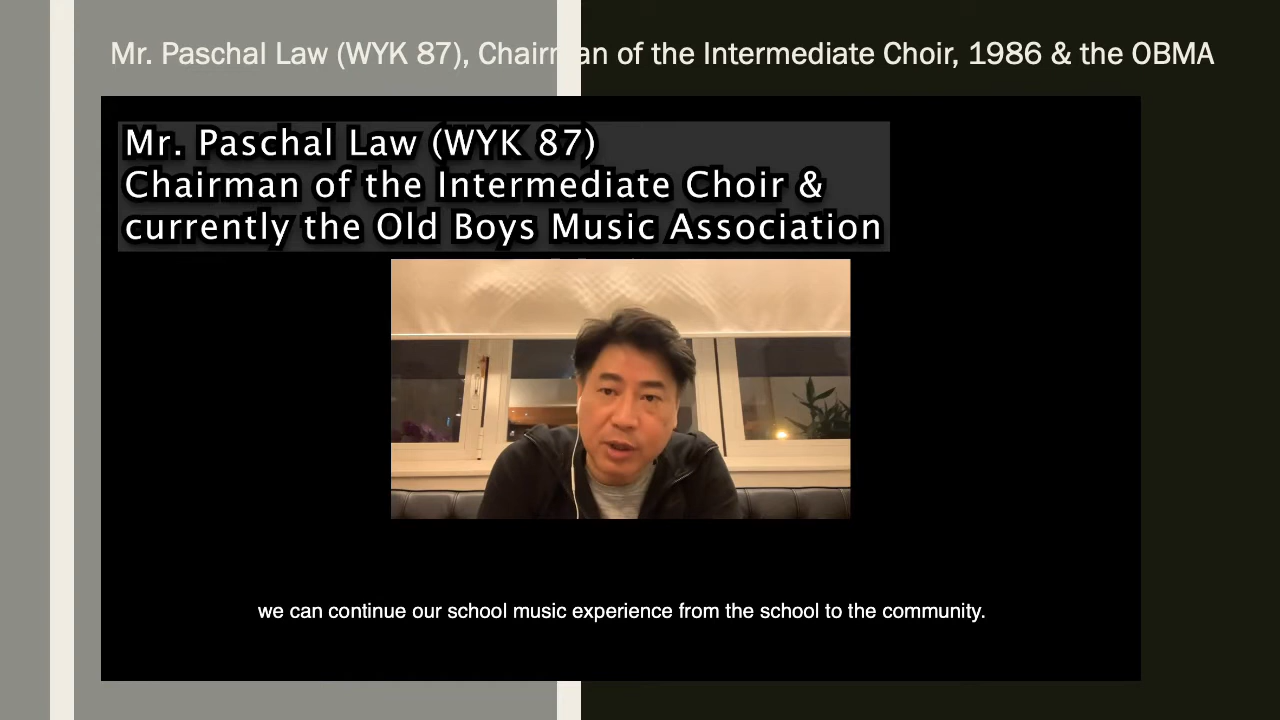 Mr. Paschal Law (WYK 87), Chairman of the Intermediate Choir, 1986 & the OBMA
Mr. Paschal Law (WYK 87)
Chairman of the Intermediate Choir &
currently the Old Boys Music Association
we can continue our school music experience from the school to the community.